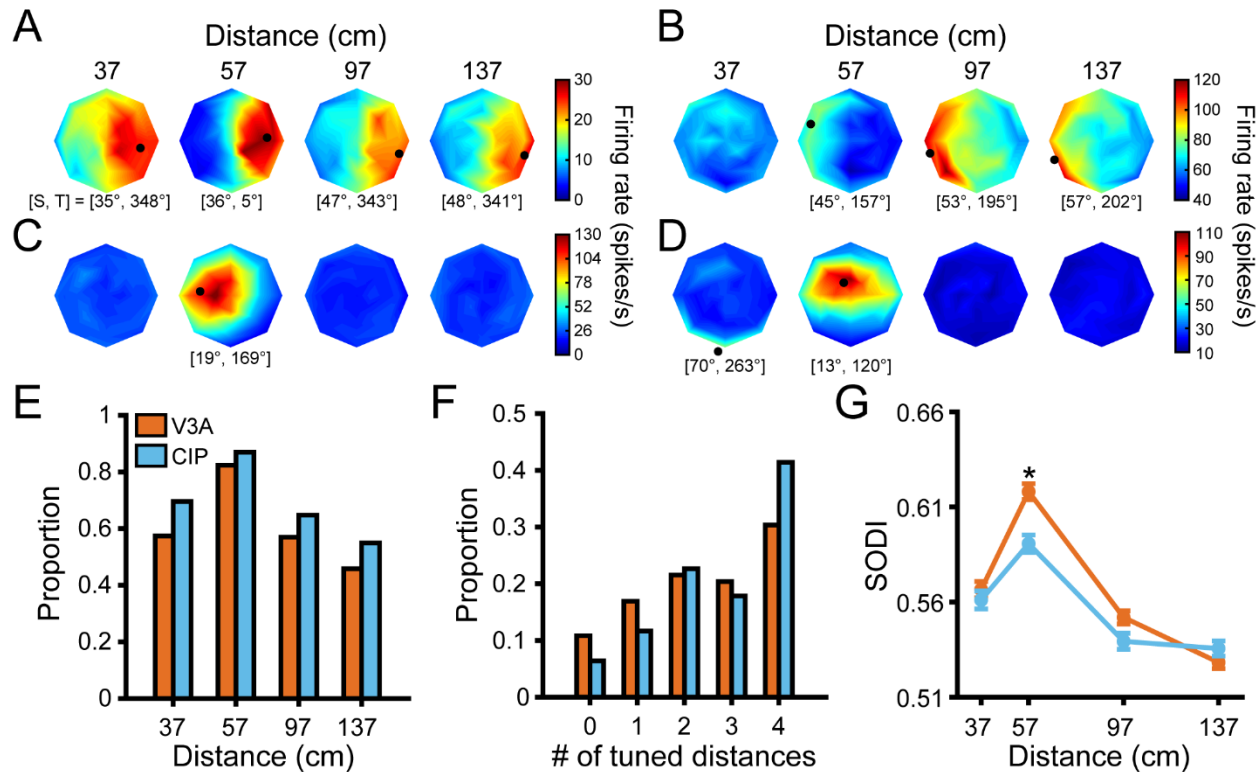 A
Distance (cm)
37 57 97 137
30
20
10
0
Firing rate (spikes/s)
[S, T] = [35°, 348°] [36°, 5°] [47°, 343°] [48°, 341°]
B
Distance (cm)
37 57 97 137
120
100
80
60
40
Firing rate (spikes/s)
[45°, 157°] [53°, 195°] [57°, 202°]
C
130
104
78
52
26
0
[19°, 169°]
D
110
90
70
50
30
10
[70°, 263°] [13°, 120°]
E
V3A
CIP
Proportion
1
0.8
0.6
0.4
0.2
0
37 57 97 137
Distance (cm)
F
Proportion
0.5
0.4
0.3
0.2
0.1
0
0 1 2 3 4
# of tuned distances
G
SODI
0.66
0.61
0.56
0.51
*
37 57 97 137
Distance (cm)